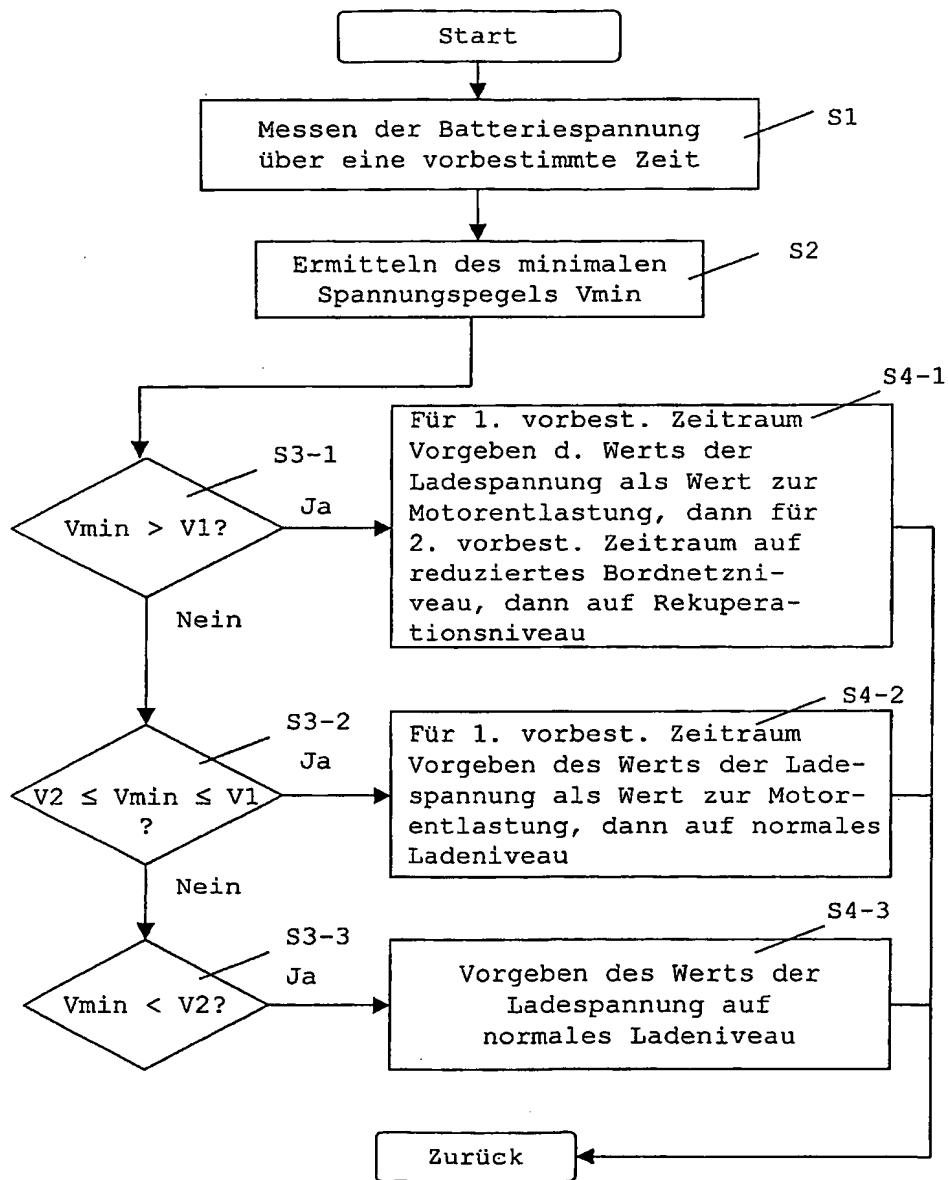 Start
Messen der Batteriespannung
über eine vorbestimmte Zeit
S1
Ermitteln des minimalen
Spannungspegels Vmin
S2
S3-1
Vmin > V1?
Ja
Nein
S4-1
Für 1. vorbest. Zeitraum
Vorgeben d. Werts der
Ladespannung als Wert zur
Motorentlastung, dann für
2. vorbest. Zeitraum auf
reduziertes Bordnetzni-
veau, dann auf Rekupera-
tionsniveau
S3-2
V2 ≤ Vmin ≤ V1
?
Ja
Nein
S4-2
Für 1. vorbest. Zeitraum
Vorgeben des Werts der Lade-
spannung als Wert zur Motor-
entlastung, dann auf normales
Ladeniveau
S3-3
Vmin < V2?
Ja
S4-3
Vorgeben des Werts der
Ladespannung auf
normales Ladeniveau
Zurück